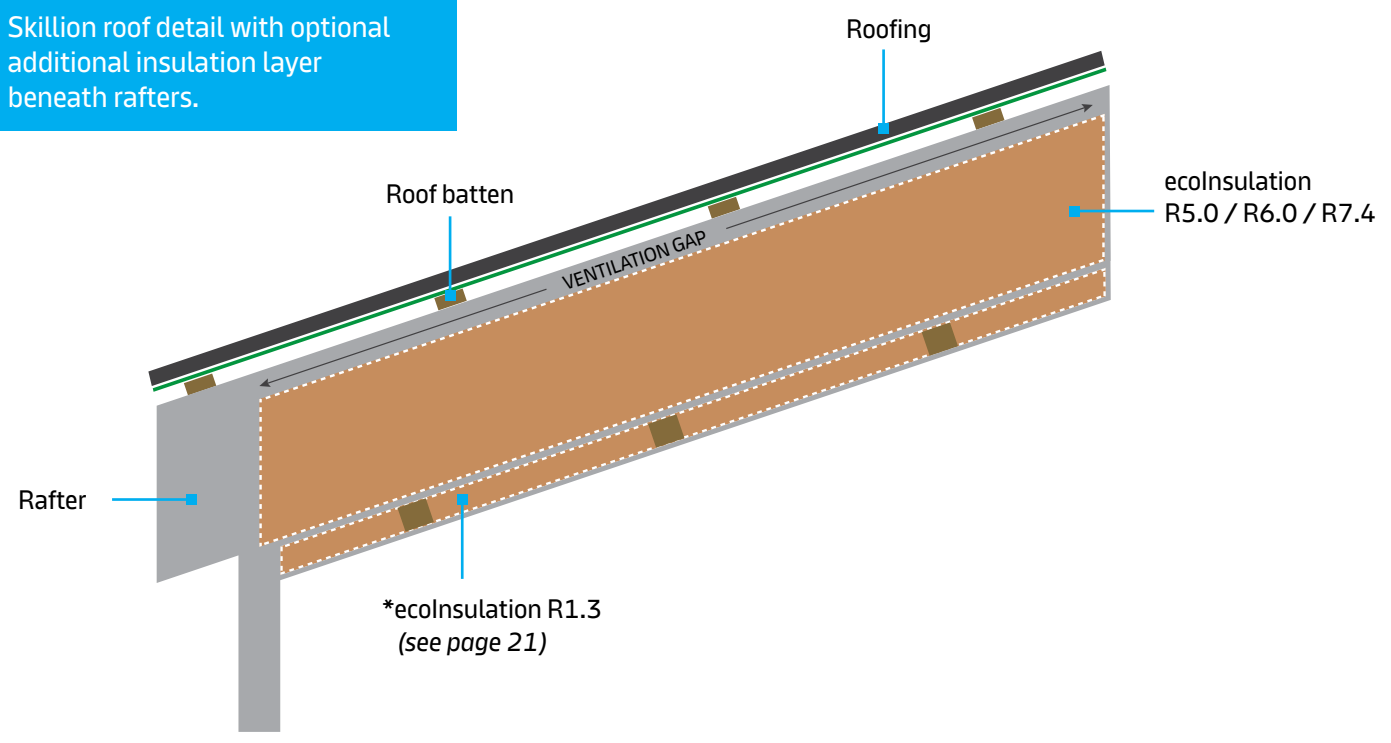 Skillion roof detail with optional
additional insulation layer
beneath rafters.
Roofing
Roof batten
ecoInsulation
R5.0 / R6.0 / R7.4
VENTILATION GAP
Rafter
*ecoInsulation R1.3
(see page 21)